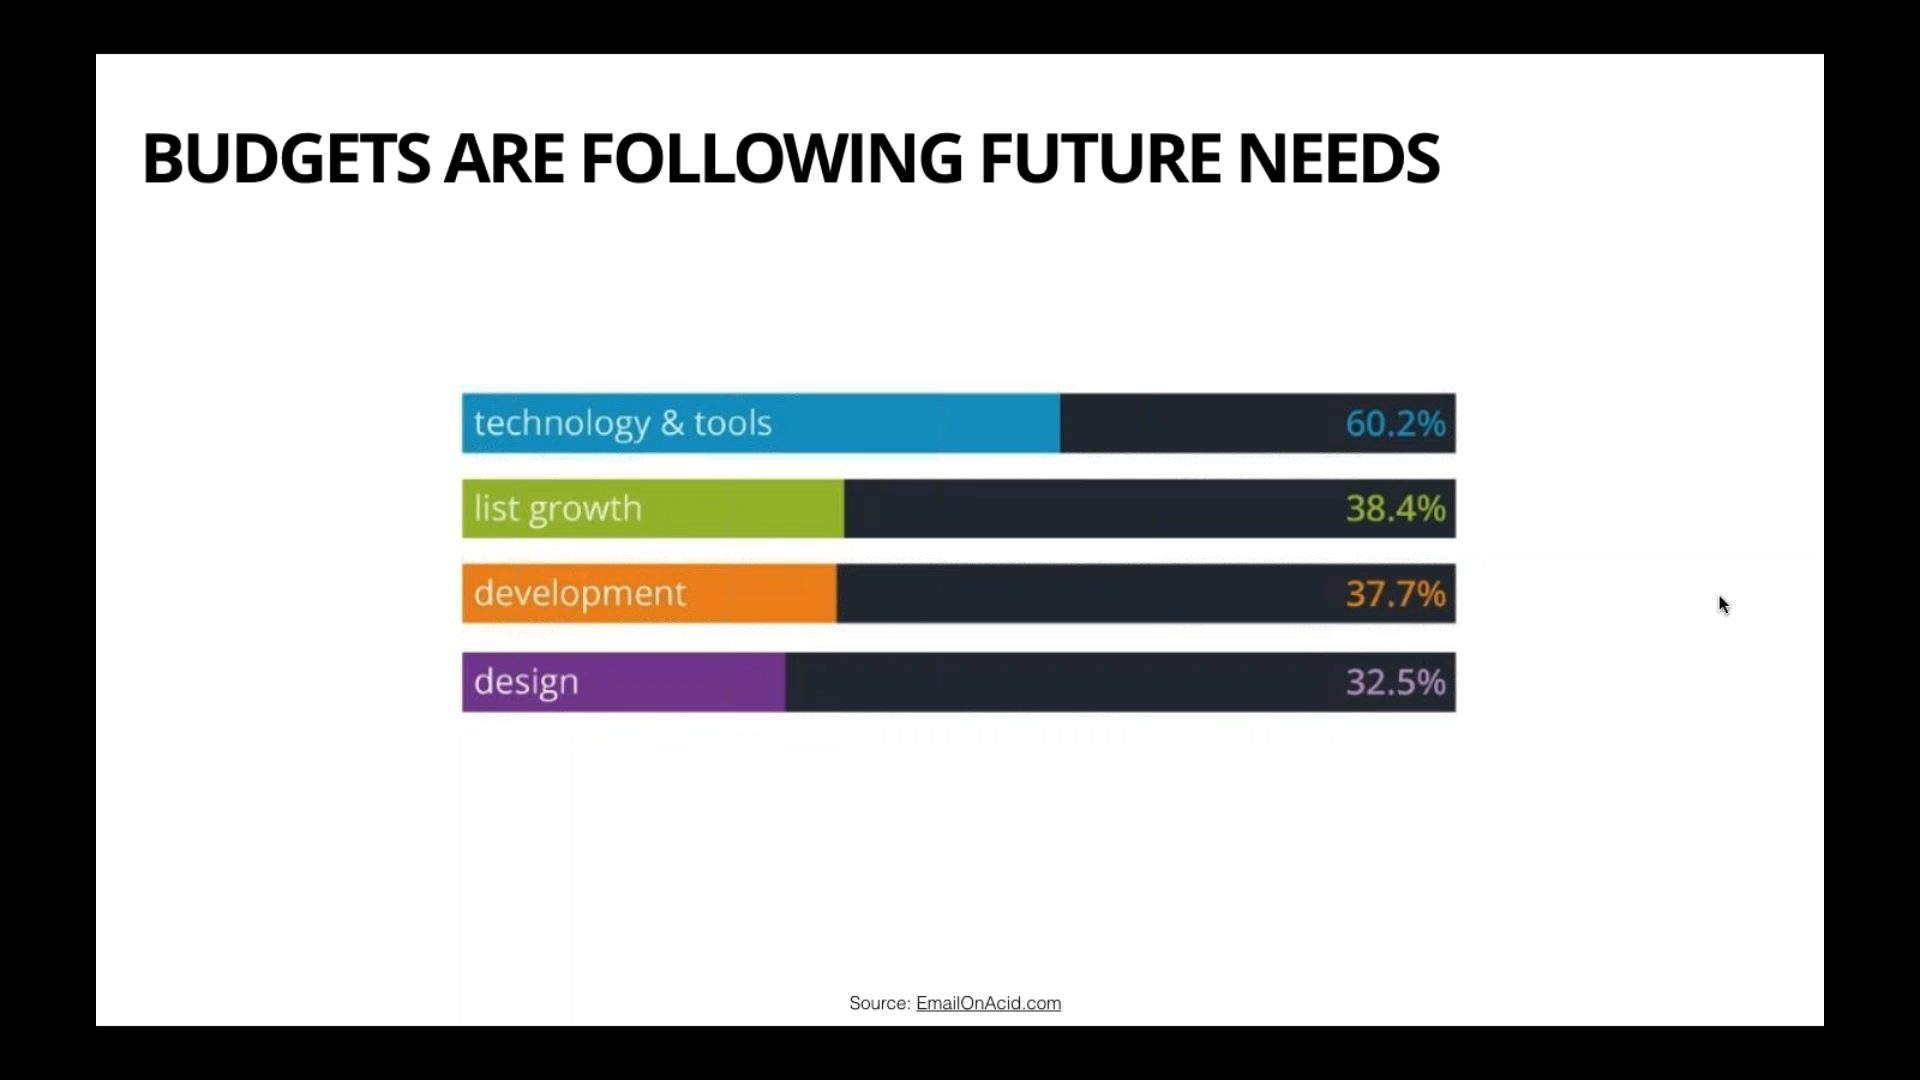 BUDGETS ARE FOLLOWING FUTURE NEEDS
technology & tools 60.2%
list growth 38.4%
development 37.7%
design 32.5%
Source: EmailOnAcid.com